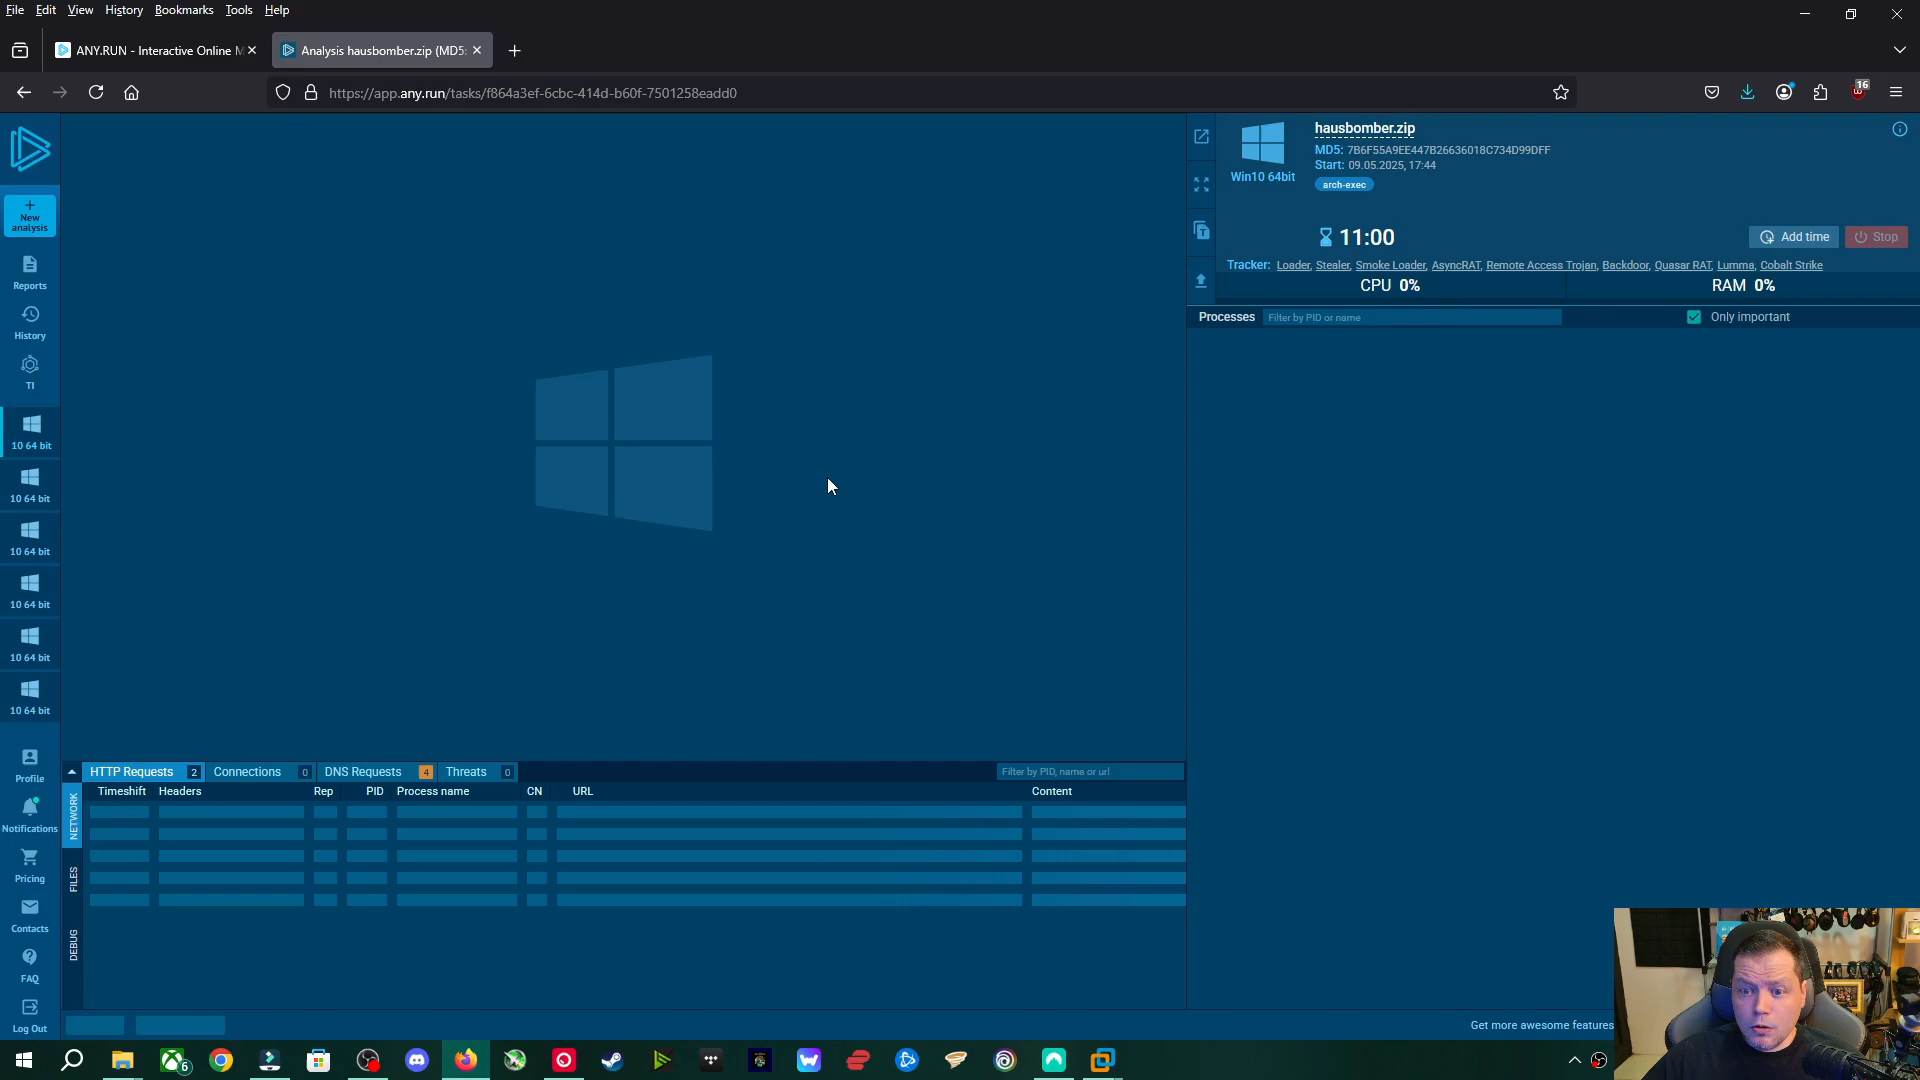 File Edit View History Bookmarks Tools Help
ANY.RUN - Interactive Online M
Analysis hausbomber.zip (MD5:
https://app.any.run/tasks/f864a3ef-6cbc-414d-b60f-7501258eadd0
16
New
analysis
Reports
History
TI
10 64 bit
10 64 bit
10 64 bit
10 64 bit
10 64 bit
10 64 bit
Profile
Notifications
Pricing
Contacts
FAQ
Log Out
Win10 64bit
hausbomber.zip
MD5: 7B6F55A9EE447B26636018C734D99DFF
Start: 09.05.2025, 17:44
arch-exec
11:00
Add time
Stop
Tracker: Loader, Stealer, Smoke Loader, AsyncRAT, Remote Access Trojan, Backdoor, Quasar RAT, Lumma, Cobalt Strike
CPU 0% RAM 0%
Processes Filter by PID or name Only important
HTTP Requests 2 Connections 0 DNS Requests 4 Threats 0 Filter by PID, name or url
Timeshift Headers Rep PID Process name CN URL Content
NETWORK
FILES
DEBUG
Get more awesome features
6